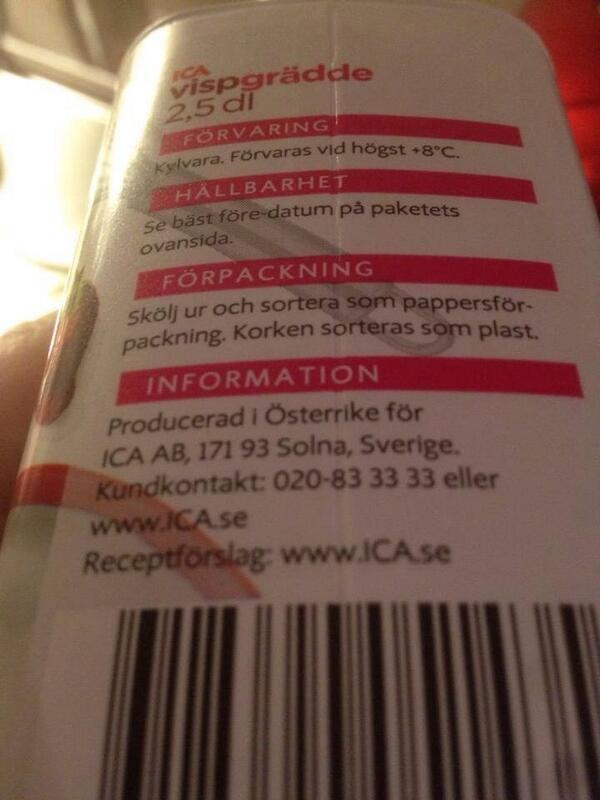 ICA
vispgrädde
2,5 dl
FÖRVARING
Kylvara. Förvaras vid högst +8°C.
HÅLLBARHET
Se bäst före-datum på paketets
ovansida.
FÖRPACKNING
Skölj ur och sortera som pappersför-
packning. Korken sorteras som plast.
INFORMATION
Producerad i Österrike för
ICA AB, 171 93 Solna, Sverige.
Kundkontakt: 020-83 33 33 eller
www.ICA.se
Receptförslag: www.ICA.se